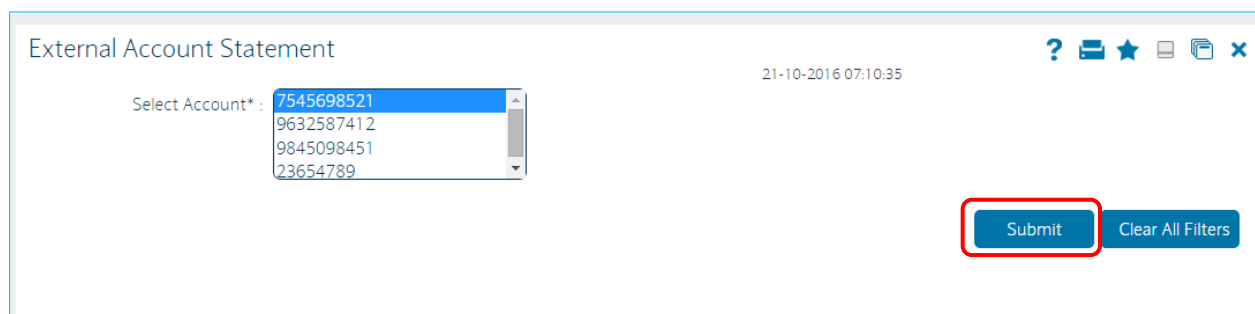 External Account Statement
?
21-10-2016 07:10:35
Select Account* :
7545698521
9632587412
9845098451
23654789
Submit
Clear All Filters